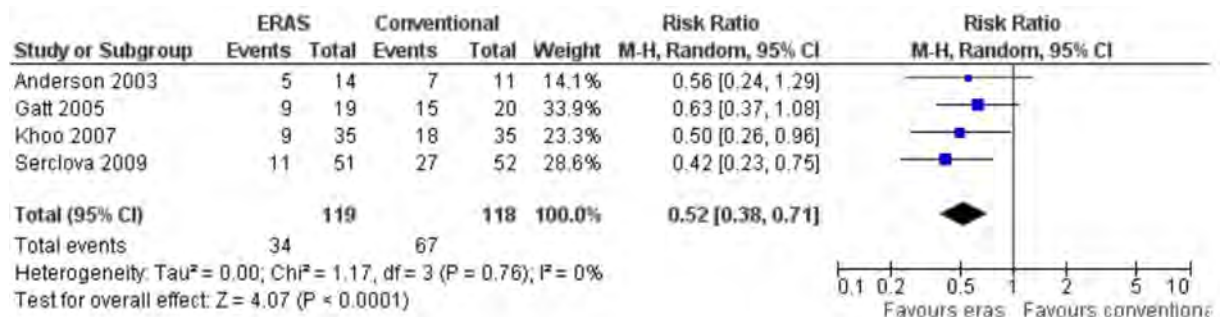 ERAS Conventional Risk Ratio Risk Ratio
Study or Subgroup Events Total Events Total Weight M-H, Random, 95% CI M-H, Random, 95% CI
Anderson 2003 5 14 7 11 14.1% 0.56 [0.24, 1.29]
Gatt 2005 9 19 15 20 33.9% 0.63 [0.37, 1.08]
Khoo 2007 9 35 18 35 23.3% 0.50 [0.26, 0.96]
Serclova 2009 11 51 27 52 28.6% 0.42 [0.23, 0.75]
Total (95% CI) 119 118 100.0% 0.52 [0.38, 0.71]
Total events 34 67
Heterogeneity: Tau² = 0.00; Chi² = 1.17, df = 3 (P = 0.76); I² = 0%
Test for overall effect: Z = 4.07 (P < 0.0001)
0.1 0.2 0.5 1 2 5 10
Favours eras Favours conventiona